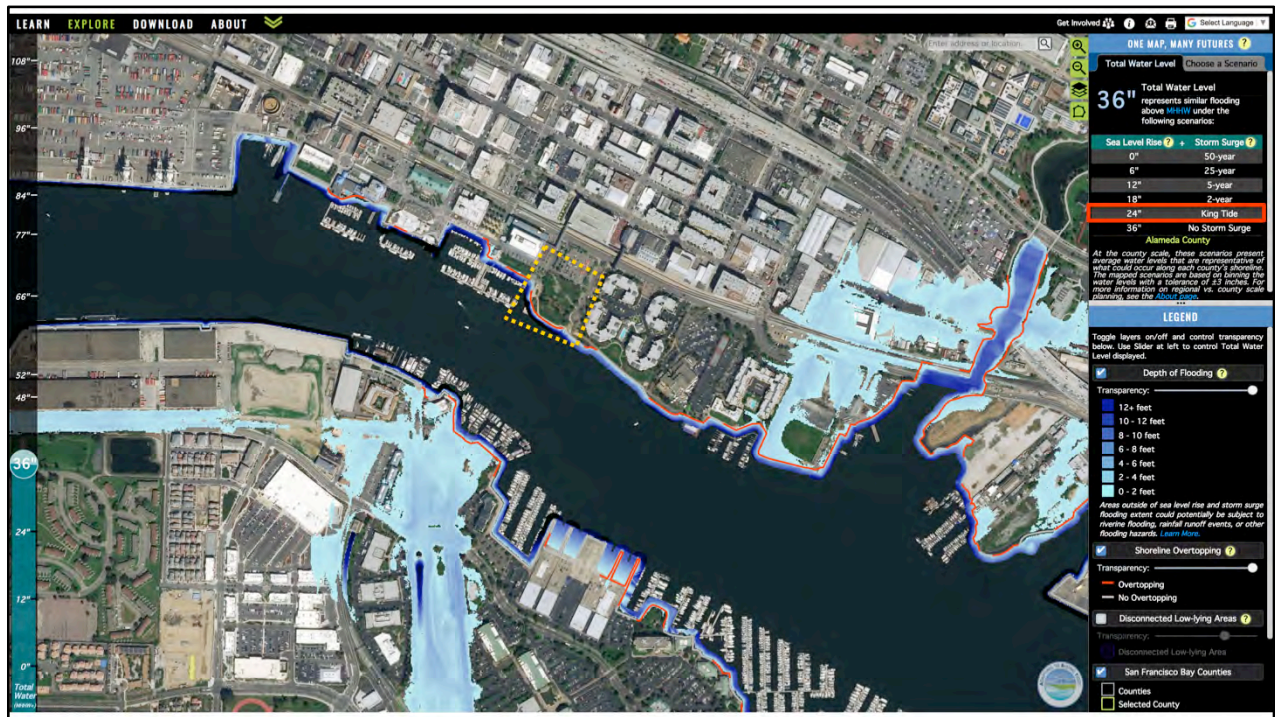 LEARN EXPLORE DOWNLOAD ABOUT
Get Involved
Select Language
Enter address or location
108"
96"
84"
77"
66"
52"
48"
36"
24"
12"
0"
Total
Water
ONE MAP, MANY FUTURES ?
Total Water Level
Choose a Scenario
36"
Total Water Level
represents similar flooding
above MHHW under the
following scenarios:
Sea Level Rise ? + Storm Surge ?
0" 50-year
6" 25-year
12" 5-year
18" 2-year
24" King Tide
36" No Storm Surge
Alameda County
At the county scale, these scenarios present
average water levels that are representative of
what could occur along each county's shoreline.
The mapped scenarios are based on binning the
water levels with a tolerance of ±3 inches. For
more information on regional vs. county scale
planning, see the About page.
LEGEND
Toggle layers on/off and control transparency
below. Use Slider at left to control Total Water
Level displayed.
Depth of Flooding ?
Transparency:
12+ feet
10 - 12 feet
8 - 10 feet
6 - 8 feet
4 - 6 feet
2 - 4 feet
0 - 2 feet
Areas outside of sea level rise and storm surge
flooding extent could potentially be subject to
riverine flooding, rainfall runoff events, or other
flooding hazards. Learn More.
Shoreline Overtopping ?
Transparency:
Overtopping
No Overtopping
Disconnected Low-lying Areas ?
Transparency:
Disconnected Low-lying Area
San Francisco Bay Counties
Counties
Selected County